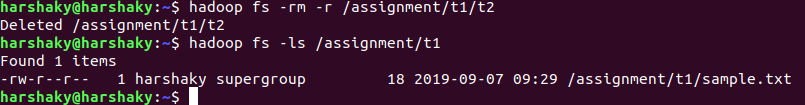 harshaky@harshaky:~$ hadoop fs -rm -r /assignment/t1/t2
Deleted /assignment/t1/t2
harshaky@harshaky:~$ hadoop fs -ls /assignment/t1
Found 1 items
-rw-r--r--   1 harshaky supergroup         18 2019-09-07 09:29 /assignment/t1/sample.txt
harshaky@harshaky:~$